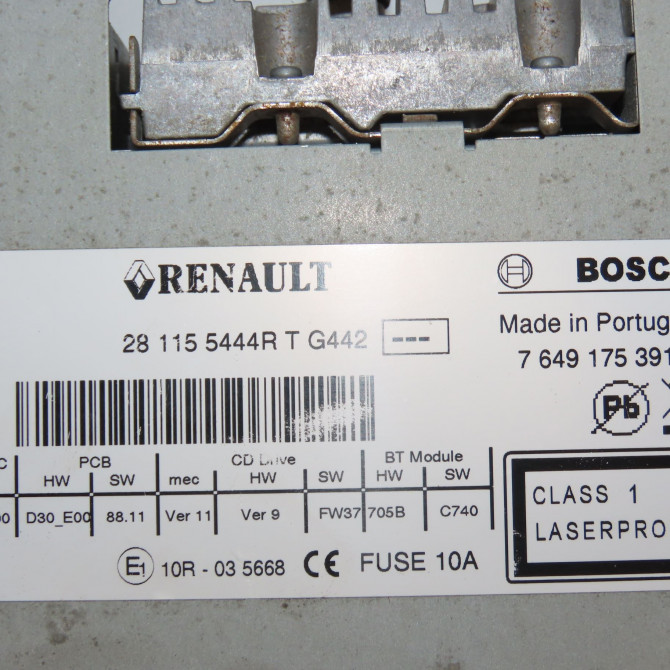 RENAULT
BOSC
28 115 5444R T G442 ---
Made in Portug
7 649 175 391
Pb
C PCB CD Drive BT Module
HW SW mec HW SW HW SW
00 D30_E00 88.11 Ver 11 Ver 9 FW37 705B C740
CLASS 1
LASERPRO
E1 10R - 03 5668 CE FUSE 10A